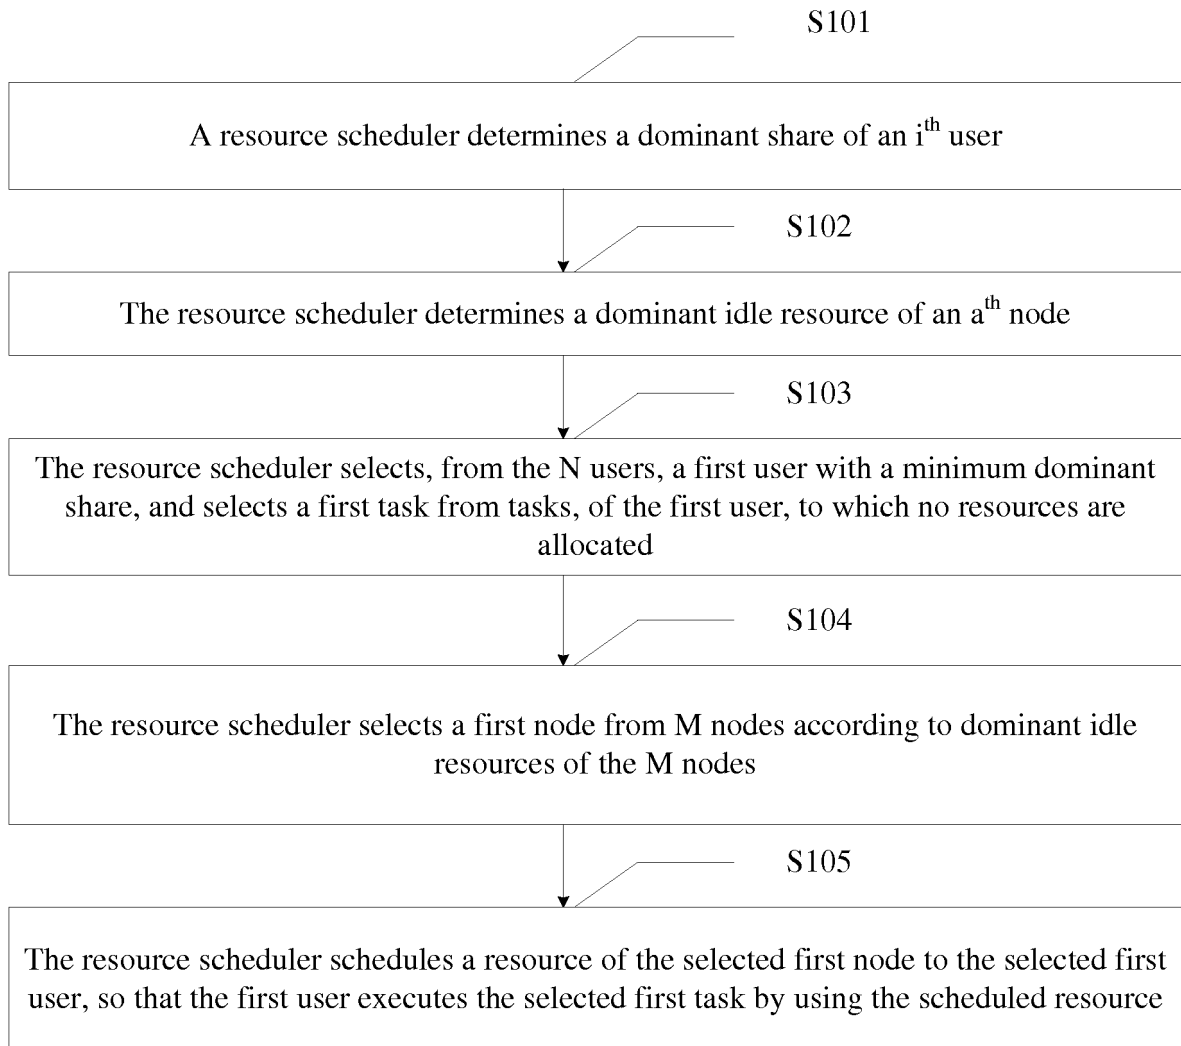 S101
A resource scheduler determines a dominant share of an i^th user
S102
The resource scheduler determines a dominant idle resource of an a^th node
S103
The resource scheduler selects, from the N users, a first user with a minimum dominant
share, and selects a first task from tasks, of the first user, to which no resources are
allocated
S104
The resource scheduler selects a first node from M nodes according to dominant idle
resources of the M nodes
S105
The resource scheduler schedules a resource of the selected first node to the selected first
user, so that the first user executes the selected first task by using the scheduled resource